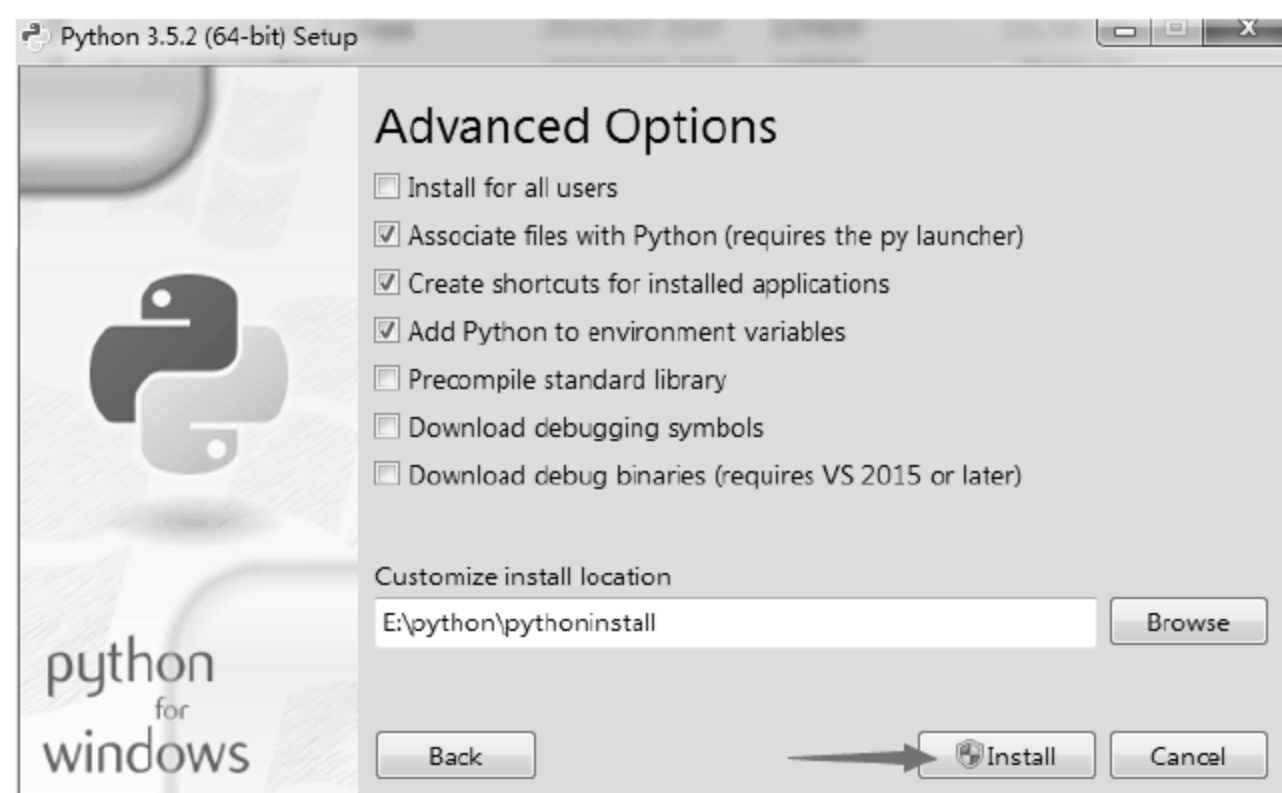 Python 3.5.2 (64-bit) Setup
Advanced Options
Install for all users
Associate files with Python (requires the py launcher)
Create shortcuts for installed applications
Add Python to environment variables
Precompile standard library
Download debugging symbols
Download debug binaries (requires VS 2015 or later)
Customize install location
E:\python\pythoninstall
Browse
python
for
windows
Back
Install
Cancel